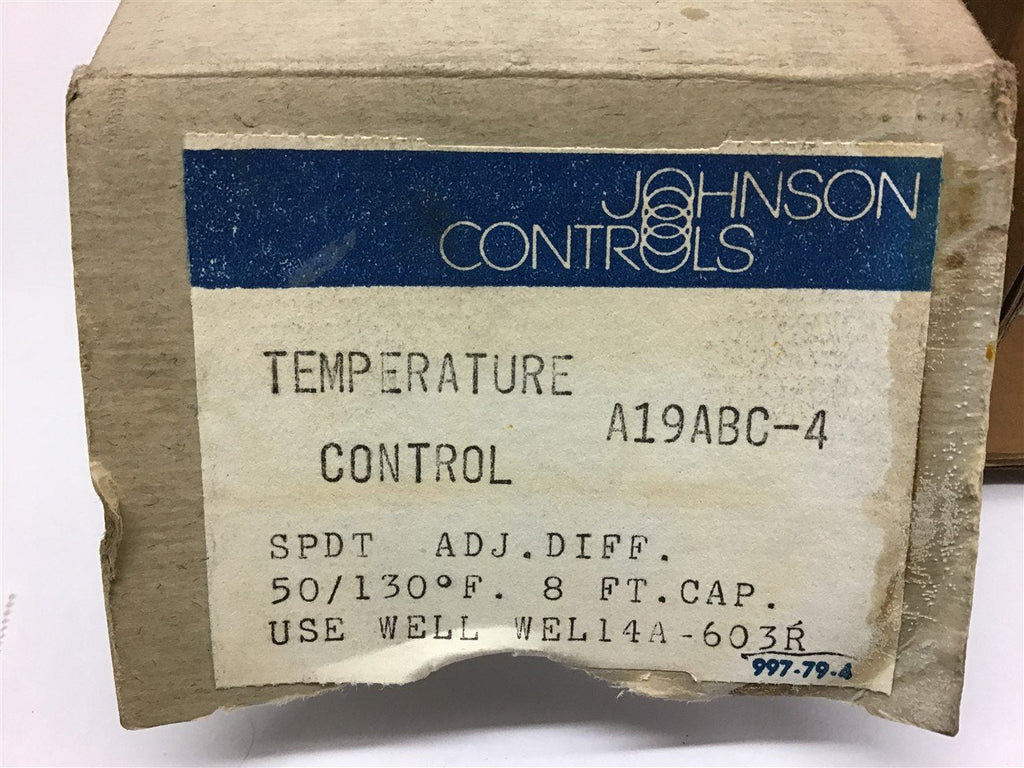 JOHNSON
CONTROLS
TEMPERATURE
A19ABC-4
CONTROL
SPDT ADJ.DIFF.
50/130°F. 8 FT.CAP.
USE WELL WEL14A-603R
997-79-4